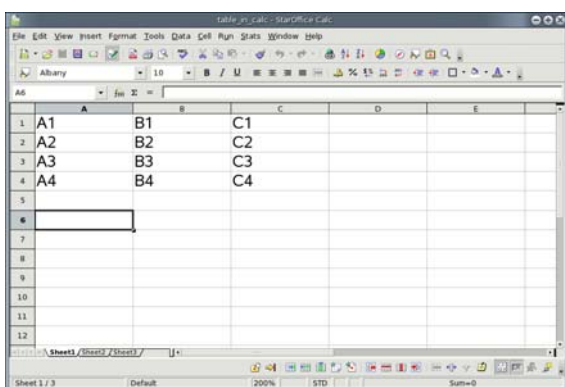 table_in_calc - StarOffice Calc
File Edit View Insert Format Tools Data Cell Run Stats Window Help
Albany 10 B I U
A6 fx Σ =
A B C D E
1 A1 B1 C1
2 A2 B2 C2
3 A3 B3 C3
4 A4 B4 C4
5
6
7
8
9
10
11
12
Sheet1 Sheet2 Sheet3
Sheet 1 / 3 Default 200% STD Sum=0